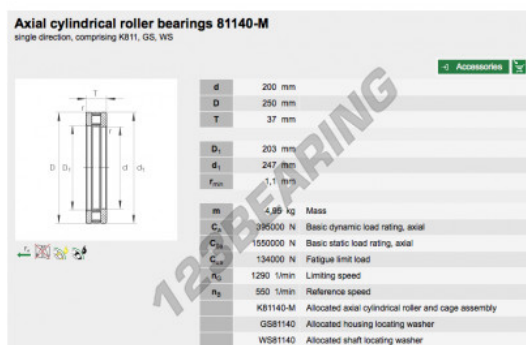 Axial cylindrical roller bearings 81140-M
single direction, comprising K811, GS, WS
Accessories
d 200 mm
D 250 mm
T 37 mm
D1 203 mm
d1 247 mm
rmin 1,1 mm
m 4,95 kg Mass
Ca 395000 N Basic dynamic load rating, axial
C0a 1550000 N Basic static load rating, axial
Cua 134000 N Fatigue limit load
nG 1290 1/min Limiting speed
nB 550 1/min Reference speed
K81140-M Allocated axial cylindrical roller and cage assembly
GS81140 Allocated housing locating washer
WS81140 Allocated shaft locating washer
T
r
r
D D1 d d1
123BEARING